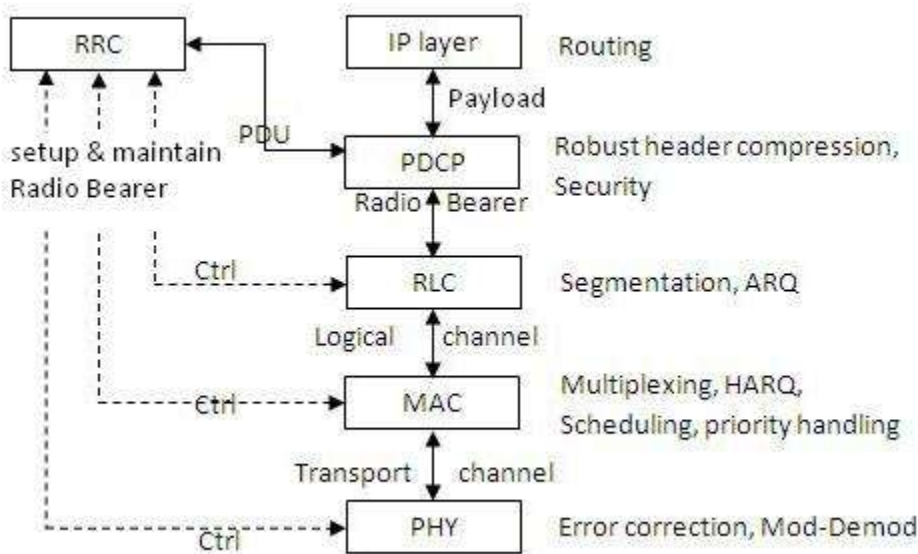 RRC
IP layer
Routing
Payload
PDU
setup & maintain
Radio Bearer
PDCP
Robust header compression,
Security
Radio Bearer
Ctrl
RLC
Segmentation, ARQ
Logical channel
Ctrl
MAC
Multiplexing, HARQ,
Scheduling, priority handling
Transport channel
Ctrl
PHY
Error correction, Mod-Demod